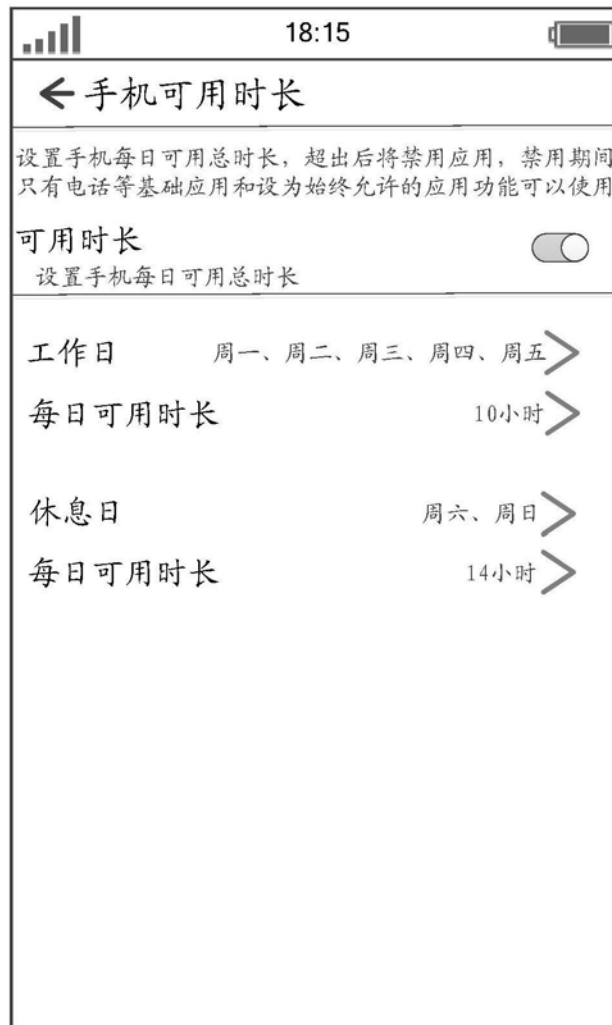 18:15
手机可用时长
设置手机每日可用总时长，超出后将禁用应用，禁用期间
只有电话等基础应用和设为始终允许的应用功能可以使用
可用时长
设置手机每日可用总时长
工作日 周一、周二、周三、周四、周五
每日可用时长 10小时
休息日 周六、周日
每日可用时长 14小时